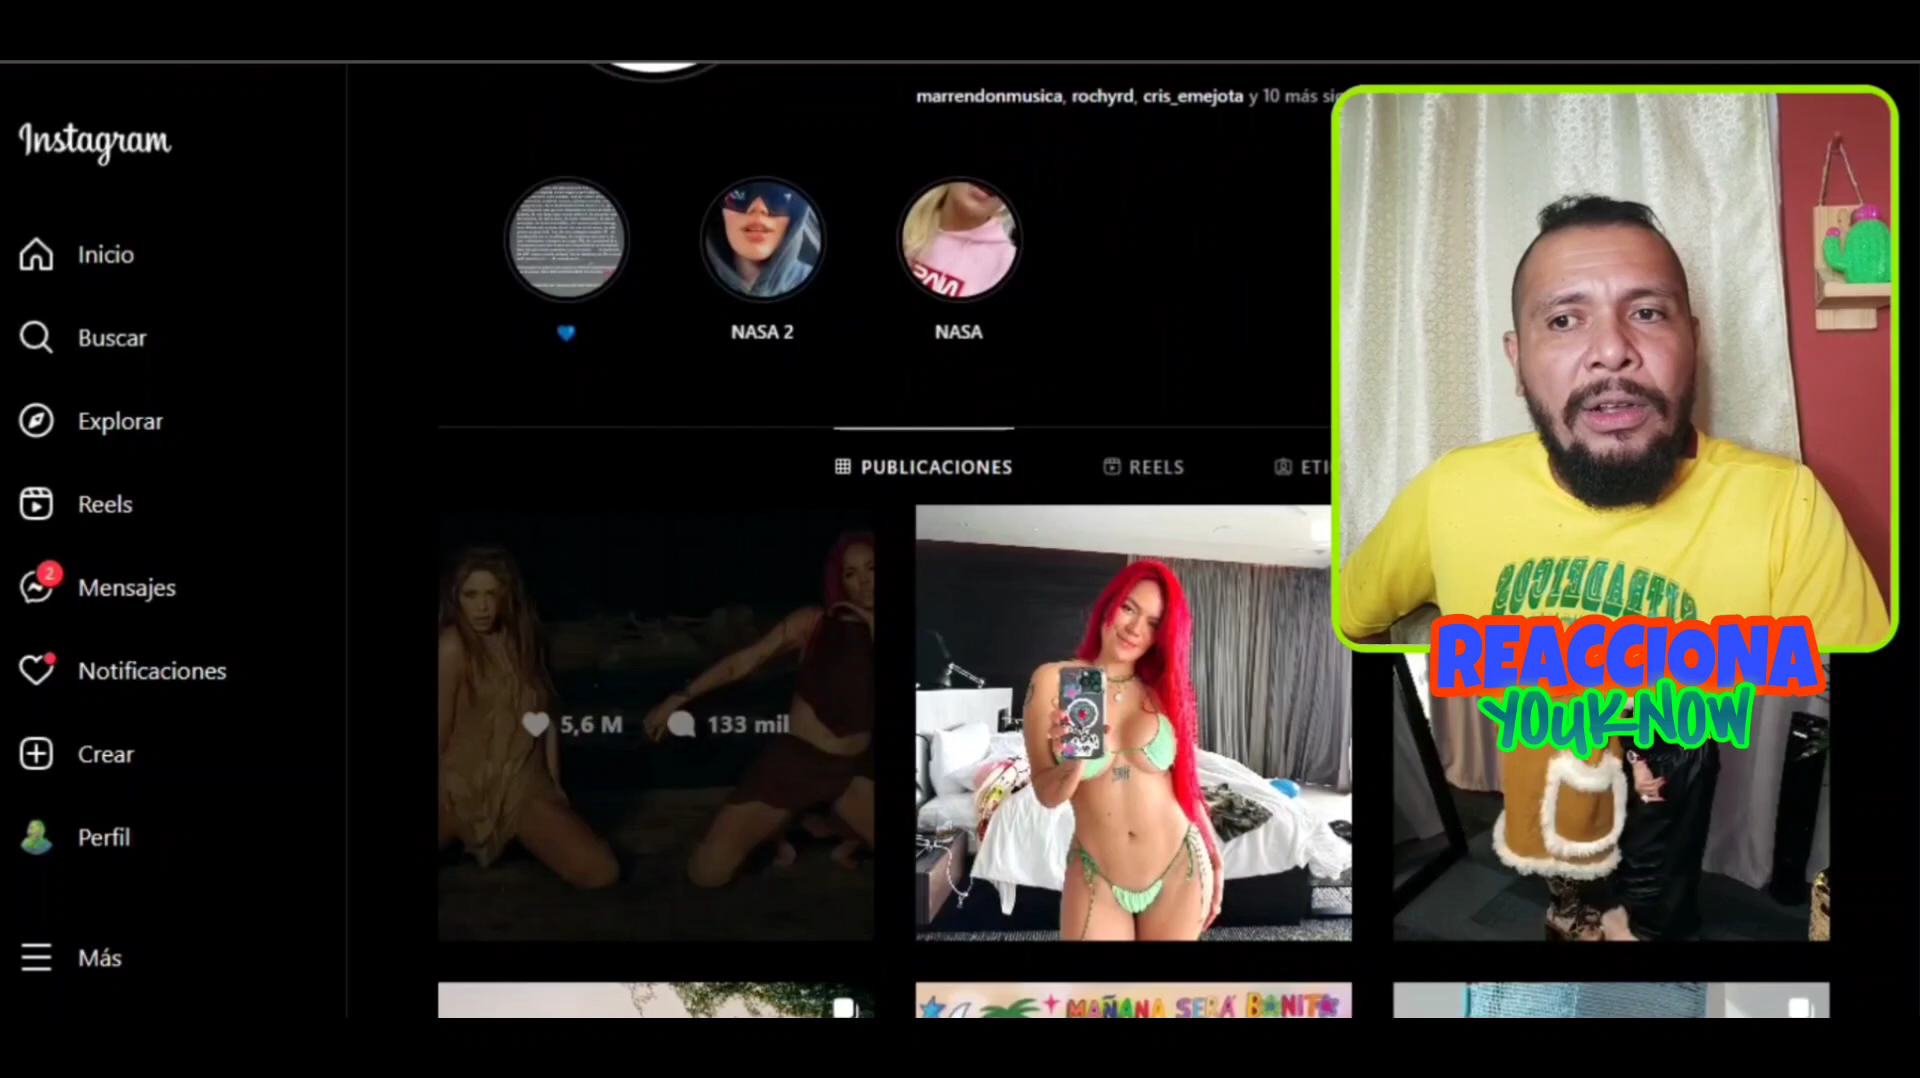 marrendonmusica, rochyrd, cris_emejota y 10 más
Instagram
Inicio
Buscar
Explorar
Reels
2
Mensajes
Notificaciones
Crear
Perfil
Más
NASA 2
NASA
PUBLICACIONES
REELS
5,6 M
133 mil
MAÑANA SERÁ BONITO
REACCIONA
YOUK-NOW